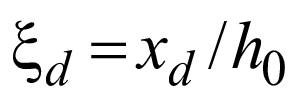 ξ_d = x_d / h_0